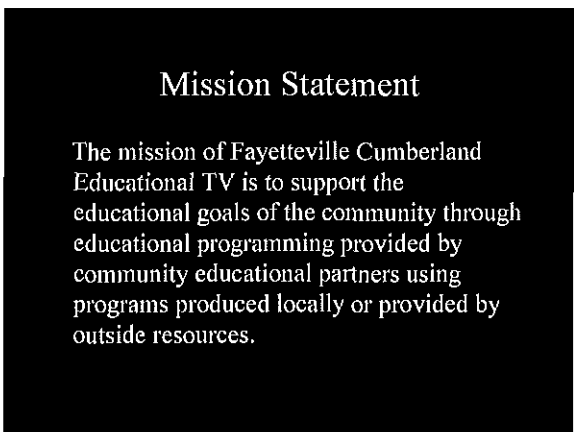 Mission Statement
The mission of Fayetteville Cumberland
Educational TV is to support the
educational goals of the community through
educational programming provided by
community educational partners using
programs produced locally or provided by
outside resources.